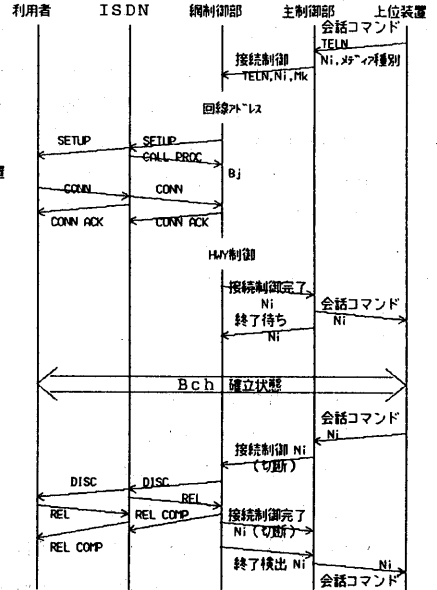 利用者 ISDN 網制御部 主制御部 上位装置
会話コマンド
TELN
Ni,メディア種別
接続制御
TELN,Ni,Mk
回線アドレス
SETUP SETUP
CALL PROC
Bj
置
CONN CONN
CONN ACK CONN ACK
HWY制御
接続制御完了
Ni
会話コマンド
Ni
終了待ち
Ni
Bch 確立状態
会話コマンド
Ni
接続制御 Ni
(切断)
DISC DISC
REL
REL REL COMP
接続制御完了
Ni(切断)
REL COMP
終了検出 Ni
Ni
会話コマンド